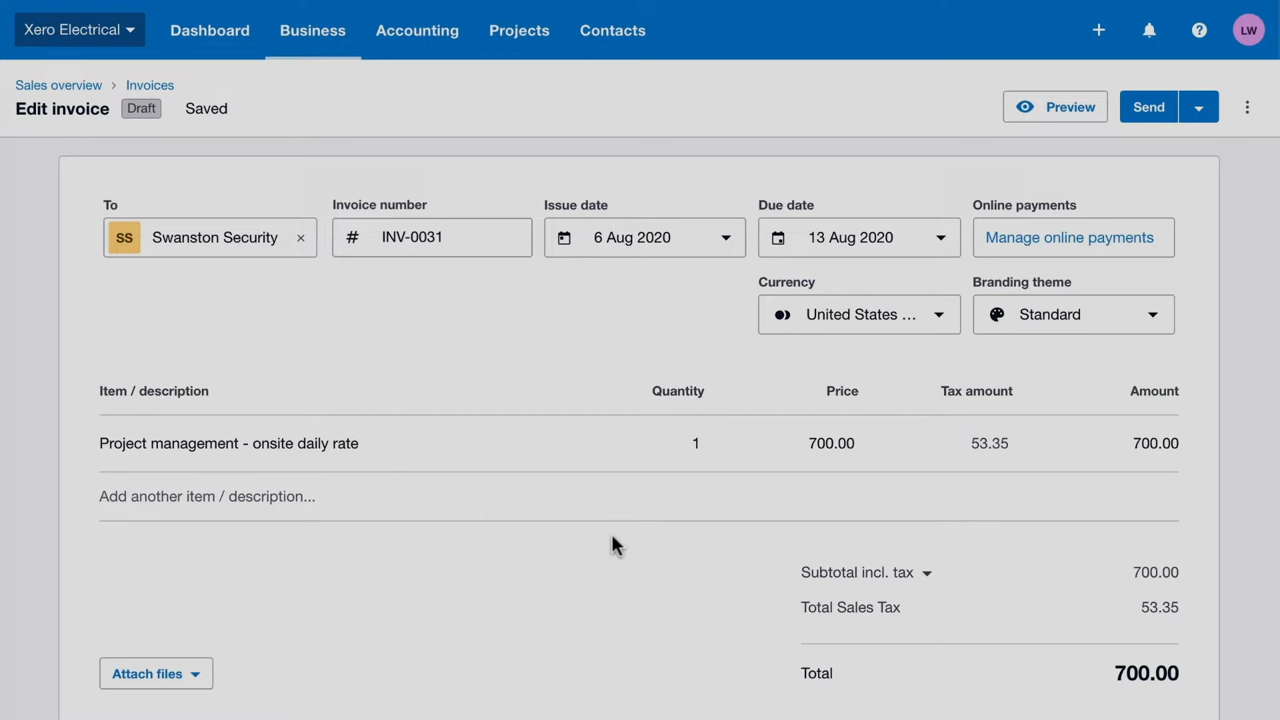 Xero Electrical Dashboard Business Accounting Projects Contacts LW
Sales overview Invoices
Edit invoice Draft Saved Preview Send
To Invoice number Issue date Due date Online payments
SS Swanston Security × # INV-0031 6 Aug 2020 13 Aug 2020 Manage online payments
Currency Branding theme
United States ... Standard
Item / description Quantity Price Tax amount Amount
Project management - onsite daily rate 1 700.00 53.35 700.00
Add another item / description...
Subtotal incl. tax 700.00
Total Sales Tax 53.35
Attach files Total 700.00